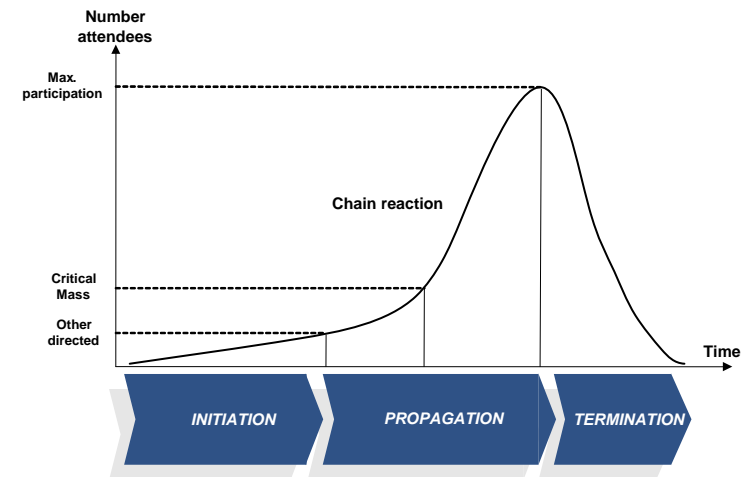 Number
attendees
Max.
participation
Chain reaction
Critical
Mass
Other
directed
Time
INITIATION
PROPAGATION
TERMINATION